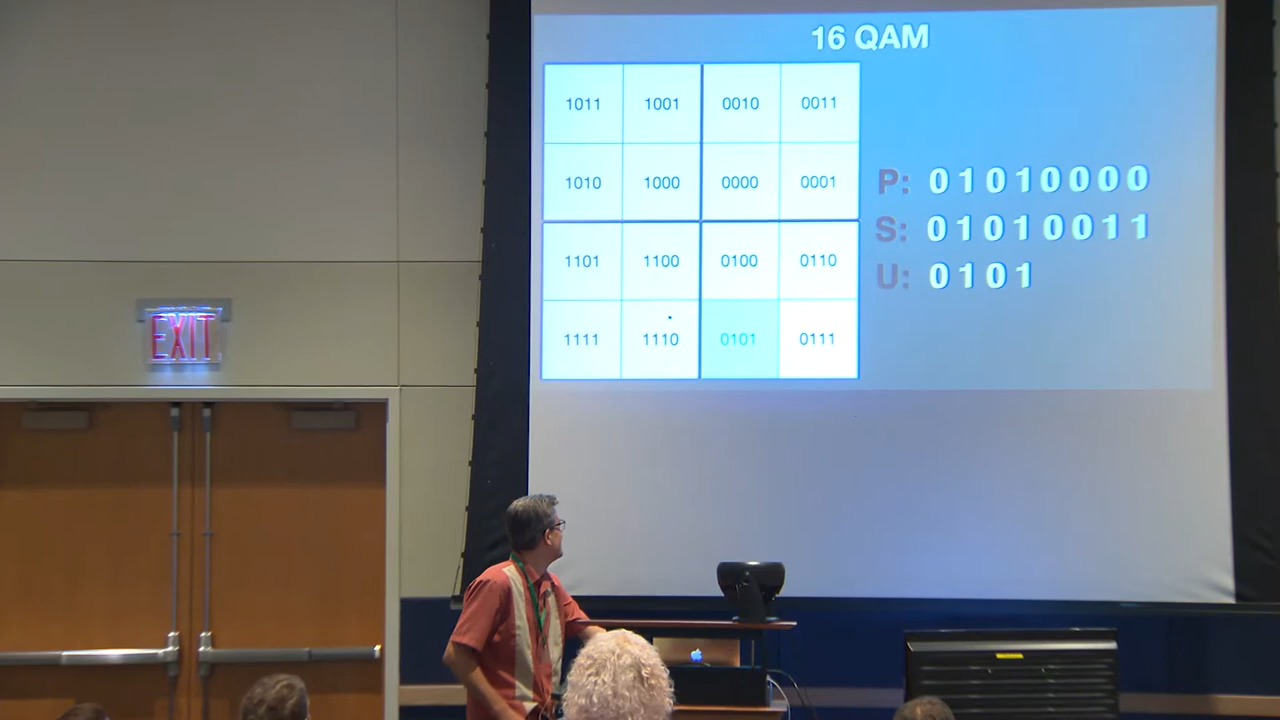 16 QAM
1011 1001 0010 0011
1010 1000 0000 0001
1101 1100 0100 0110
1111 1110 0101 0111
P: 01010000
S: 01010011
U: 0101
EXIT